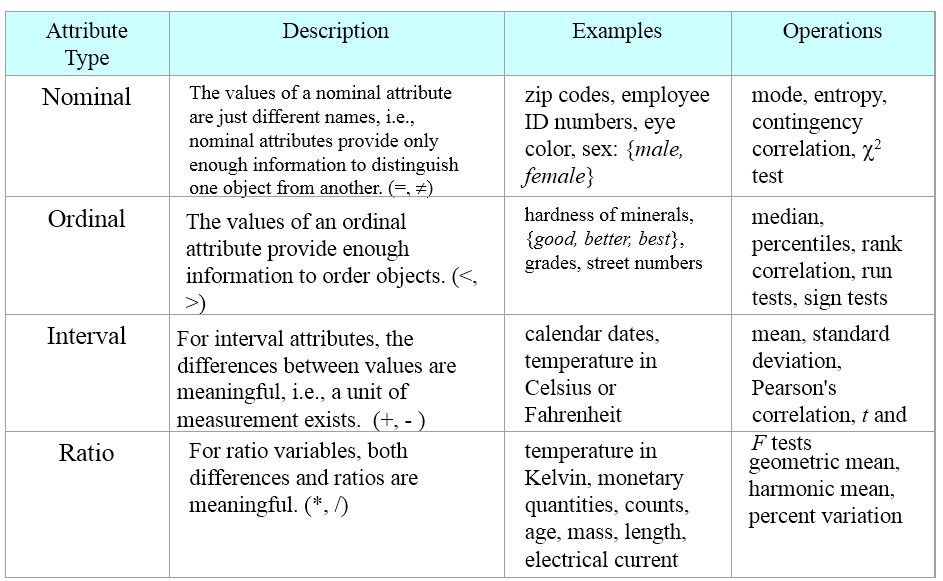 Attribute
Type
Description
Examples
Operations
Nominal
The values of a nominal attribute
are just different names, i.e.,
nominal attributes provide only
enough information to distinguish
one object from another. (=, ≠)
zip codes, employee
ID numbers, eye
color, sex: {male,
female}
mode, entropy,
contingency
correlation, χ2
test
Ordinal
The values of an ordinal
attribute provide enough
information to order objects. (<,
>)
hardness of minerals,
{good, better, best},
grades, street numbers
median,
percentiles, rank
correlation, run
tests, sign tests
Interval
For interval attributes, the
differences between values are
meaningful, i.e., a unit of
measurement exists.  (+, - )
calendar dates,
temperature in
Celsius or
Fahrenheit
mean, standard
deviation,
Pearson's
correlation, t and
F tests
Ratio
For ratio variables, both
differences and ratios are
meaningful. (*, /)
temperature in
Kelvin, monetary
quantities, counts,
age, mass, length,
electrical current
geometric mean,
harmonic mean,
percent variation